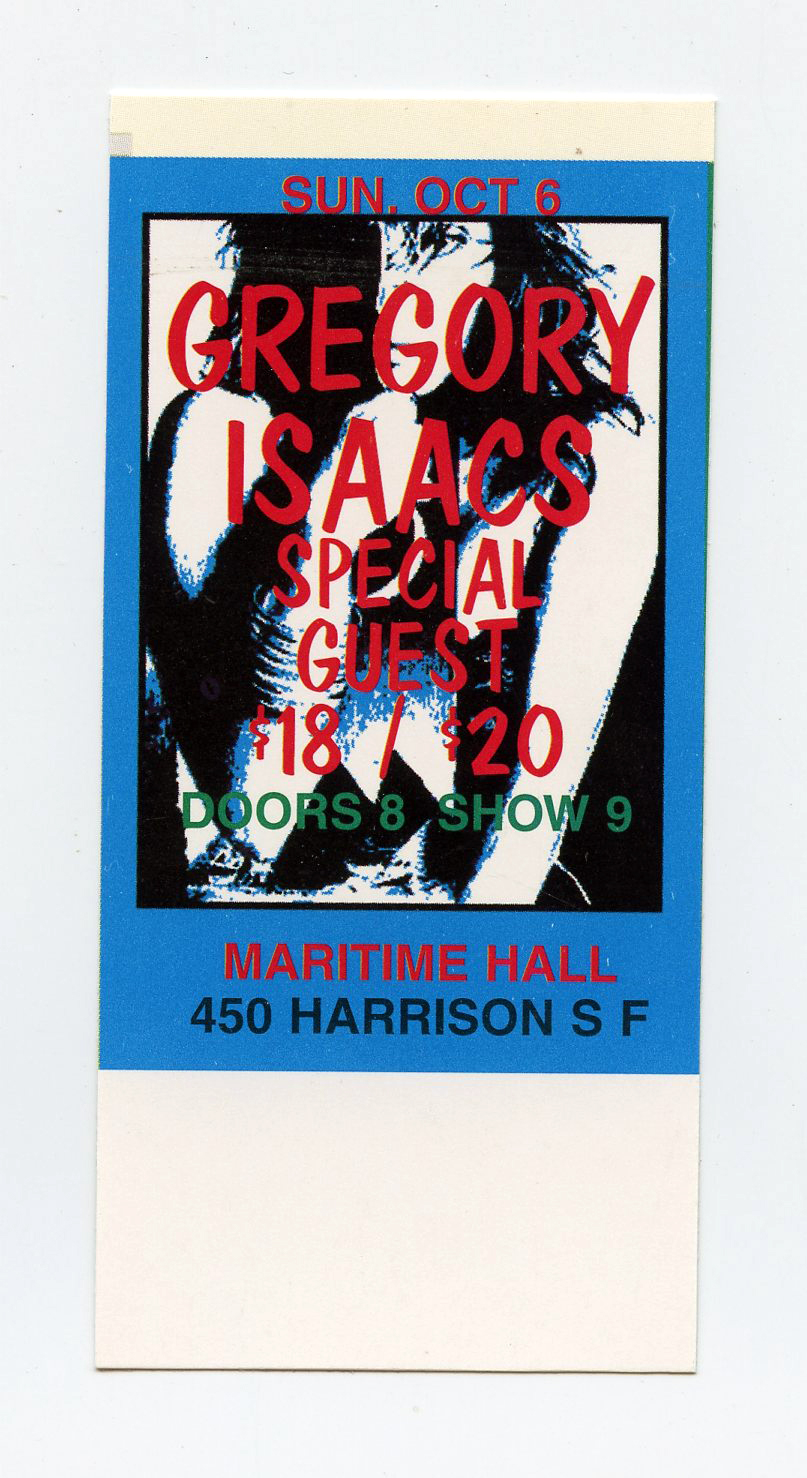 SUN. OCT 6
GREGORY
ISAACS
SPECIAL
GUEST
$18 / $20
DOORS 8 SHOW 9
MARITIME HALL
450 HARRISON S F